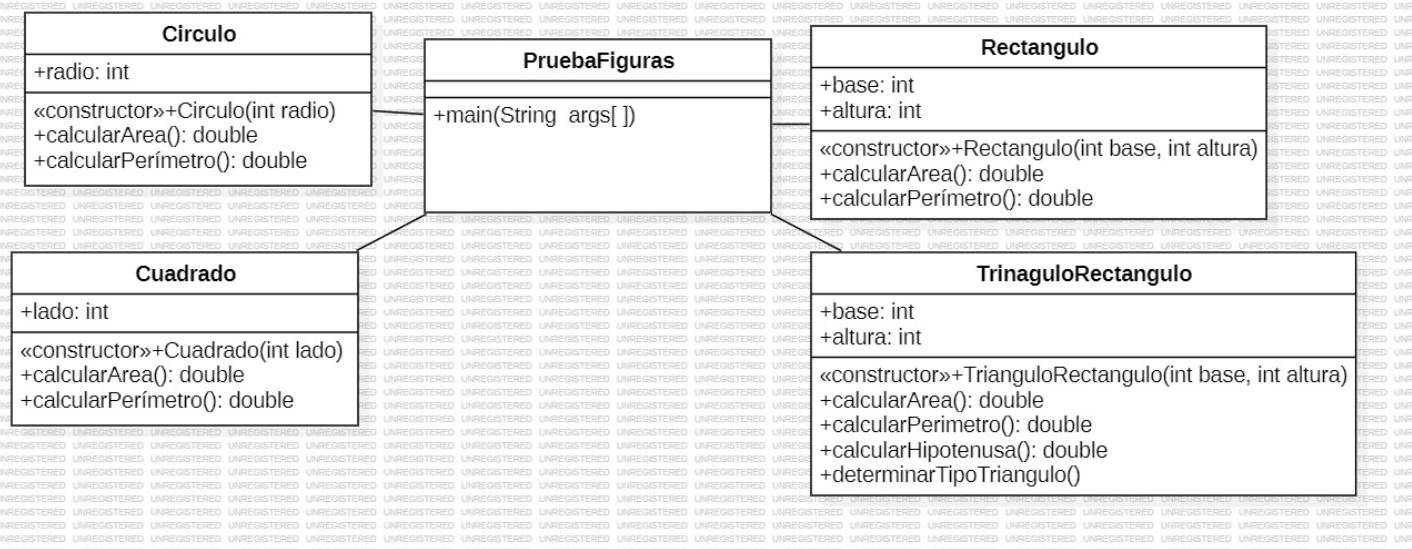 Circulo
+radio: int
«constructor»+Circulo(int radio)
+calcularArea(): double
+calcularPerímetro(): double
PruebaFiguras
+main(String args[ ])
Rectangulo
+base: int
+altura: int
«constructor»+Rectangulo(int base, int altura)
+calcularArea(): double
+calcularPerímetro(): double
Cuadrado
+lado: int
«constructor»+Cuadrado(int lado)
+calcularArea(): double
+calcularPerímetro(): double
TrinaguloRectangulo
+base: int
+altura: int
«constructor»+TrianguloRectangulo(int base, int altura)
+calcularArea(): double
+calcularPerimetro(): double
+calcularHipotenusa(): double
+determinarTipoTriangulo()
UNREGISTERED